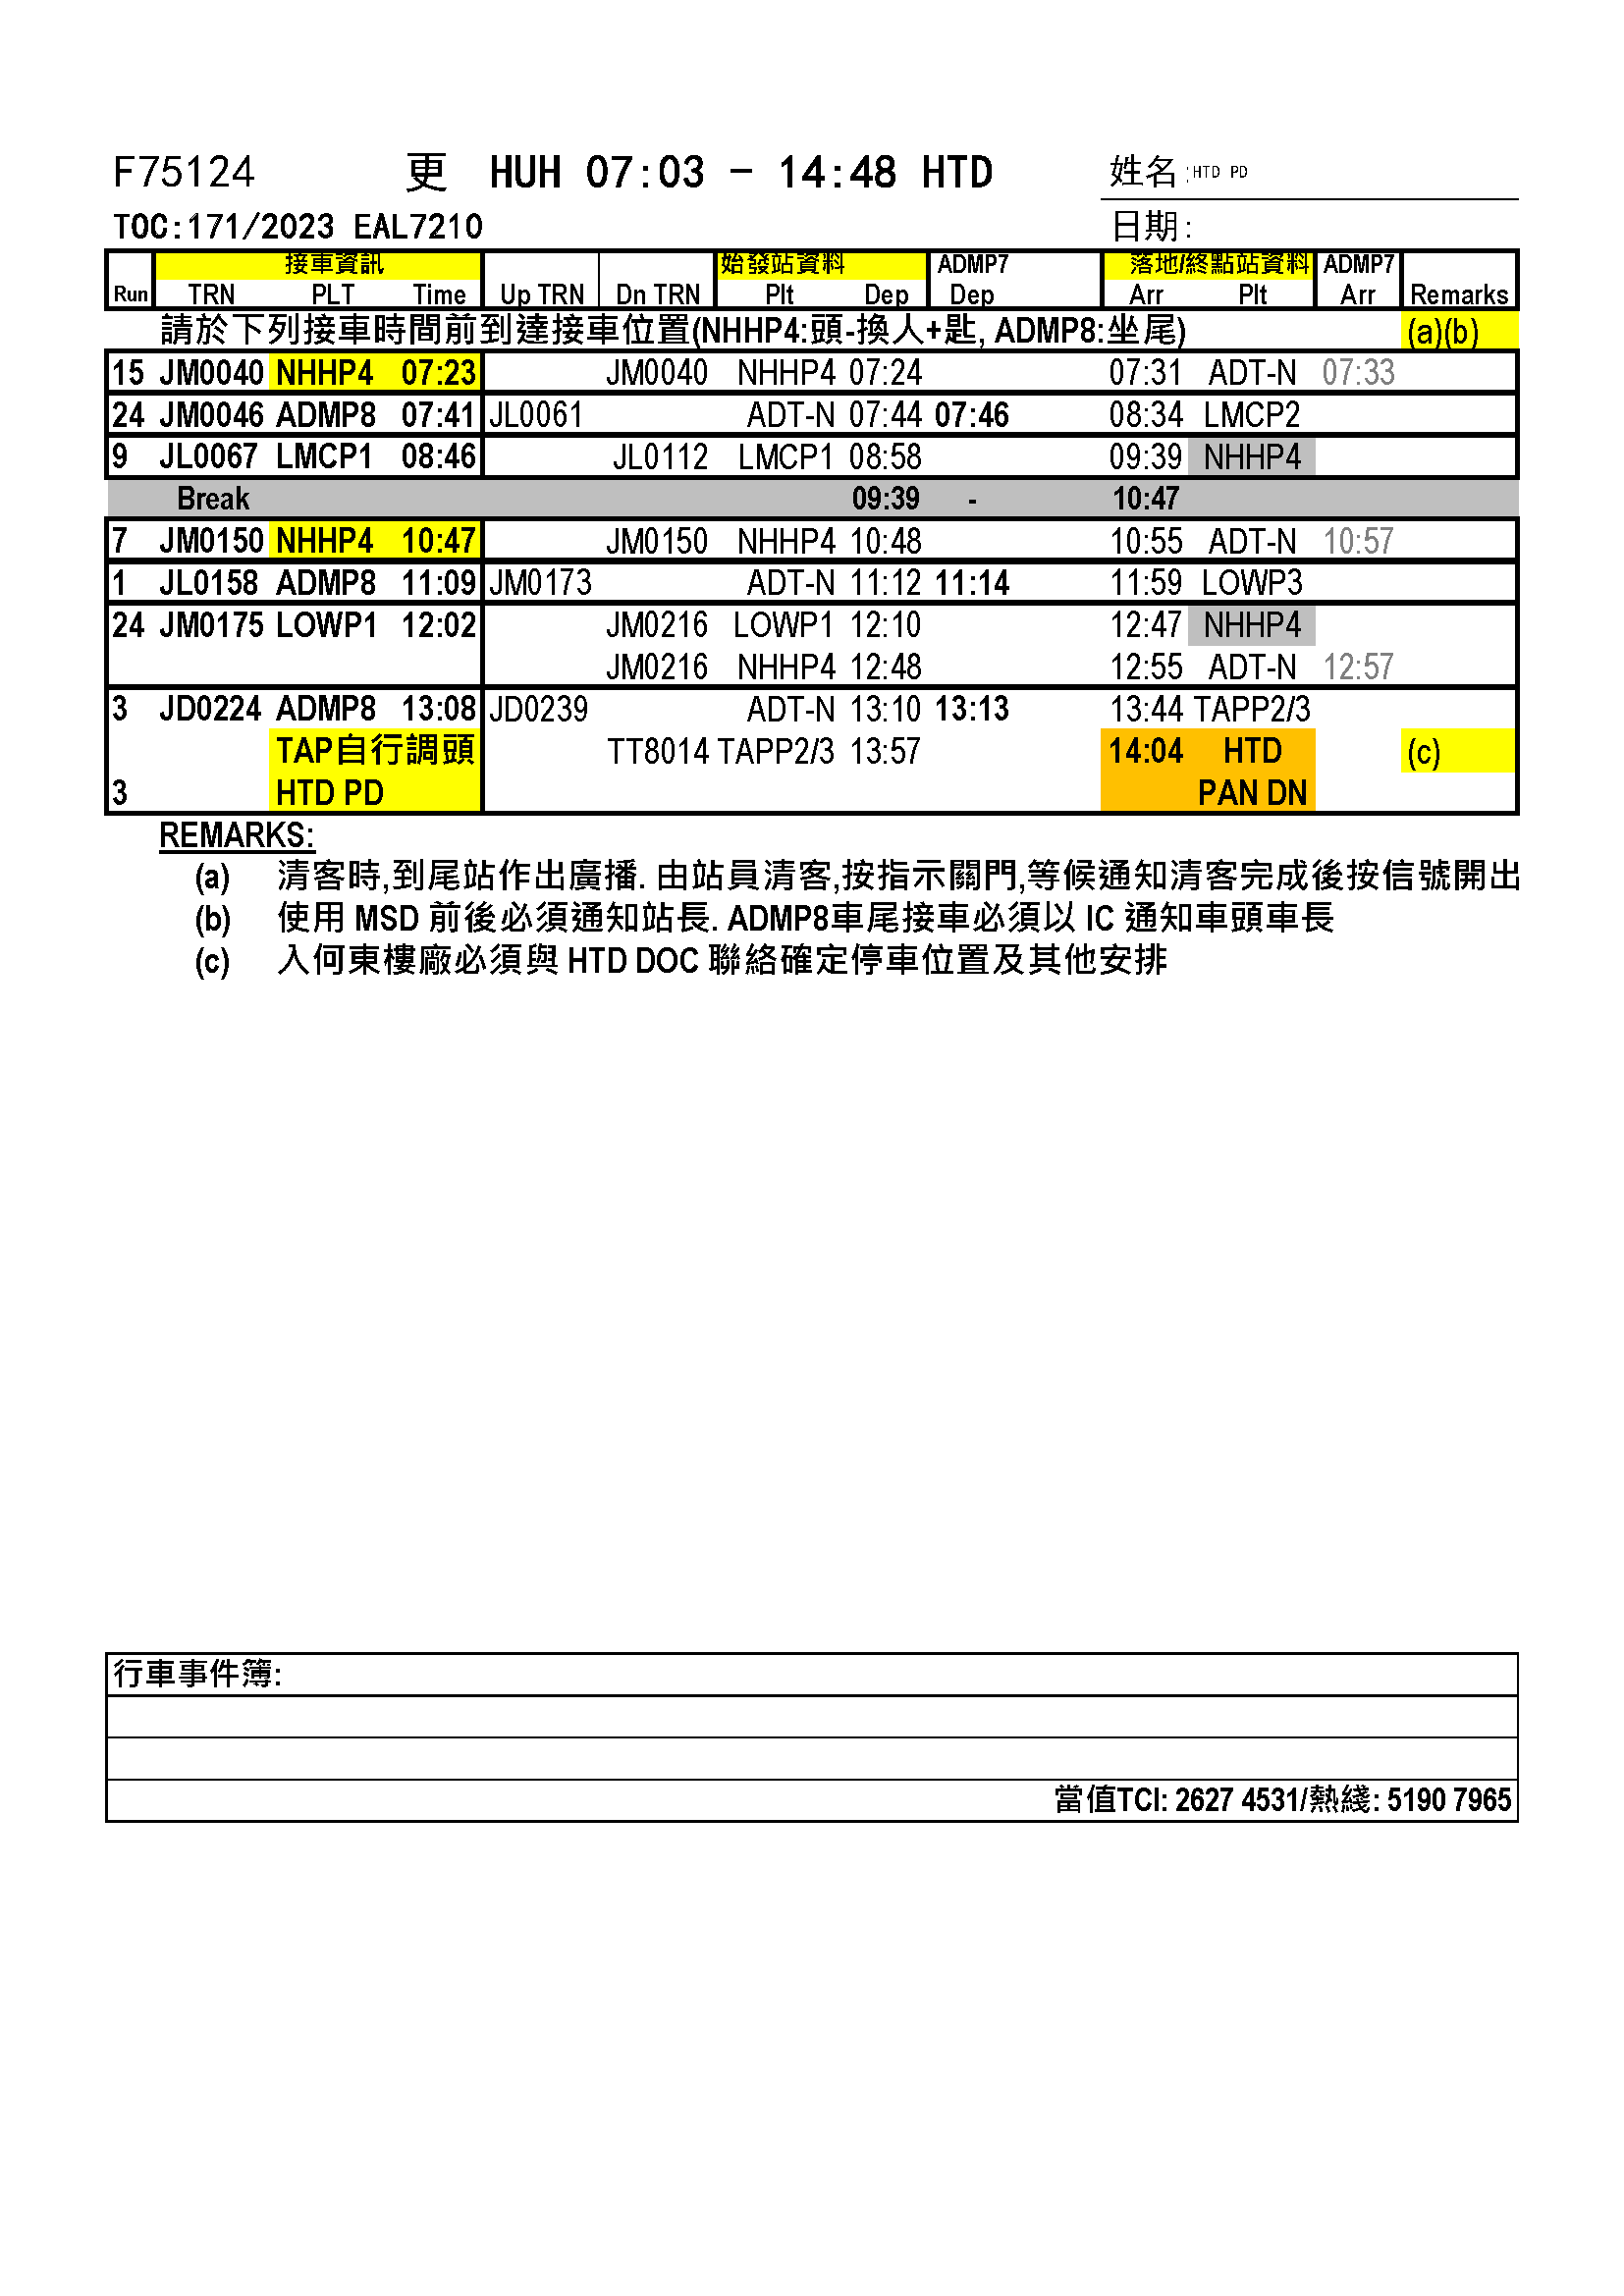 F75124 更 HUH 07:03 - 14:48 HTD 姓名:HTD PD
TOC:171/2023 EAL7210 日期:
接車資訊 始發站資料 ADMP7 落地/終點站資料 ADMP7
Run TRN PLT Time Up TRN Dn TRN Plt Dep Dep Arr Plt Arr Remarks
請於下列接車時間前到達接車位置(NHHP4:頭-換人+匙, ADMP8:坐尾) (a)(b)
15 JM0040 NHHP4 07:23 JM0040 NHHP4 07:24 07:31 ADT-N 07:33
24 JM0046 ADMP8 07:41 JL0061 ADT-N 07:44 07:46 08:34 LMCP2
9 JL0067 LMCP1 08:46 JL0112 LMCP1 08:58 09:39 NHHP4
Break 09:39 - 10:47
7 JM0150 NHHP4 10:47 JM0150 NHHP4 10:48 10:55 ADT-N 10:57
1 JL0158 ADMP8 11:09 JM0173 ADT-N 11:12 11:14 11:59 LOWP3
24 JM0175 LOWP1 12:02 JM0216 LOWP1 12:10 12:47 NHHP4
JM0216 NHHP4 12:48 12:55 ADT-N 12:57
3 JD0224 ADMP8 13:08 JD0239 ADT-N 13:10 13:13 13:44 TAPP2/3
TAP自行調頭 TT8014 TAPP2/3 13:57 14:04 HTD (c)
3 HTD PD PAN DN
REMARKS:
(a) 清客時,到尾站作出廣播. 由站員清客,按指示關門,等候通知清客完成後按信號開出
(b) 使用 MSD 前後必須通知站長. ADMP8車尾接車必須以 IC 通知車頭車長
(c) 入何東樓廠必須與 HTD DOC 聯絡確定停車位置及其他安排
行車事件簿:
當值TCI: 2627 4531/熱綫: 5190 7965